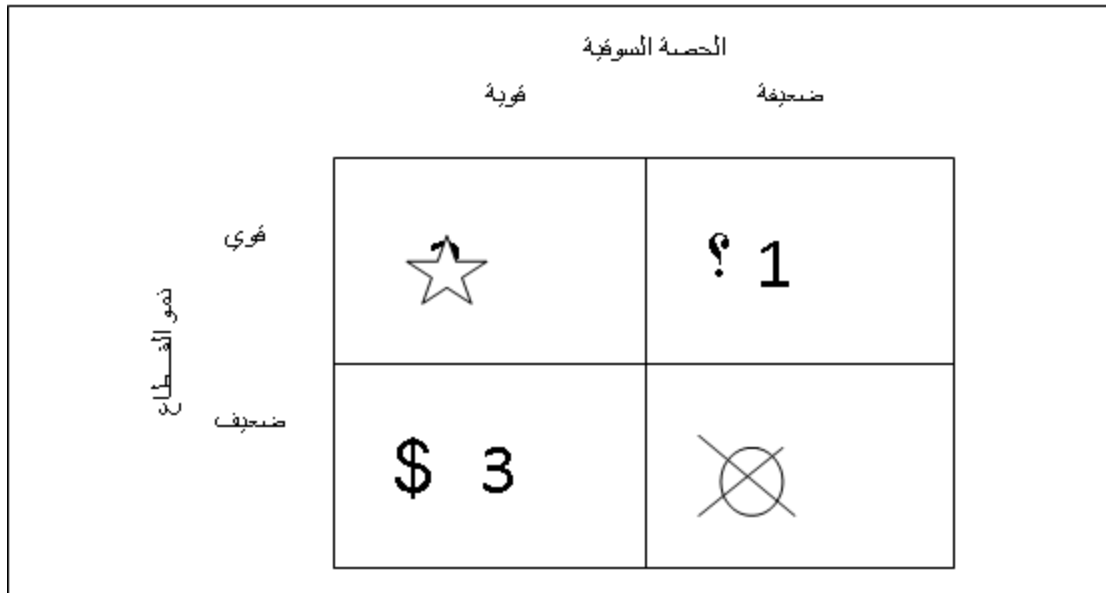 الحصة السوقية
قوية ضعيفة
قوي
؟ 1
نمو القطاع
ضعيف
$ 3